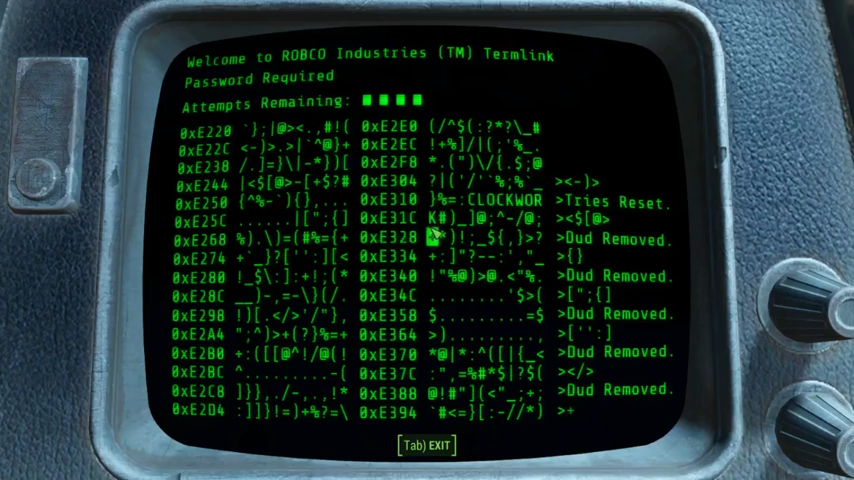 Welcome to ROBCO Industries (TM) Termlink
Password Required
Attempts Remaining: ■ ■ ■ ■
0xE220 `};|@><.,#!( 0xE2E0 (/^$(:?*?\_#
0xE22C <-)>.>|`^@}+ 0xE2EC !+%]/|(;'%_.
0xE238 /.]=}\|-*})[ 0xE2F8 *.(")\/{.$;@
0xE244 |<$[@>-[+$?# 0xE304 ?|('/'`%;%`_ ><-)>
0xE250 {^%-`){},... 0xE310 }%=:CLOCKWOR >Tries Reset.
0xE25C ......|[";{] 0xE31C K#)_]@;^-/@; ><$[@>
0xE268 %).\)=(#%={+ 0xE328 )!;_${,}>? >Dud Removed.
0xE274 +`_}?['':][< 0xE334 +:]"?--:',"_ >{}
0xE280 !_$\:]:+!;(* 0xE340 !"%@)>@.<"%. >Dud Removed.
0xE28C __)-,=-\}(/. 0xE34C ........'$>( >[";{]
0xE298 !)[.</>'/"}, 0xE358 $..........=$ >Dud Removed.
0xE2A4 ";^)>+(?}%=+ 0xE364 >)........., >['':]
0xE2B0 +:([[@^!/@(! 0xE370 *@|*:^([|{_< >Dud Removed.
0xE2BC ^.........-( 0xE37C :",=%#*$|?$( ></>
0xE2C8 ]}},./-,.,!* 0xE388 @!#"](<"_;+; >Dud Removed.
0xE2D4 :]]}!=)+%?=\ 0xE394 `#<=}[:-//*) >+
[Tab) EXIT]